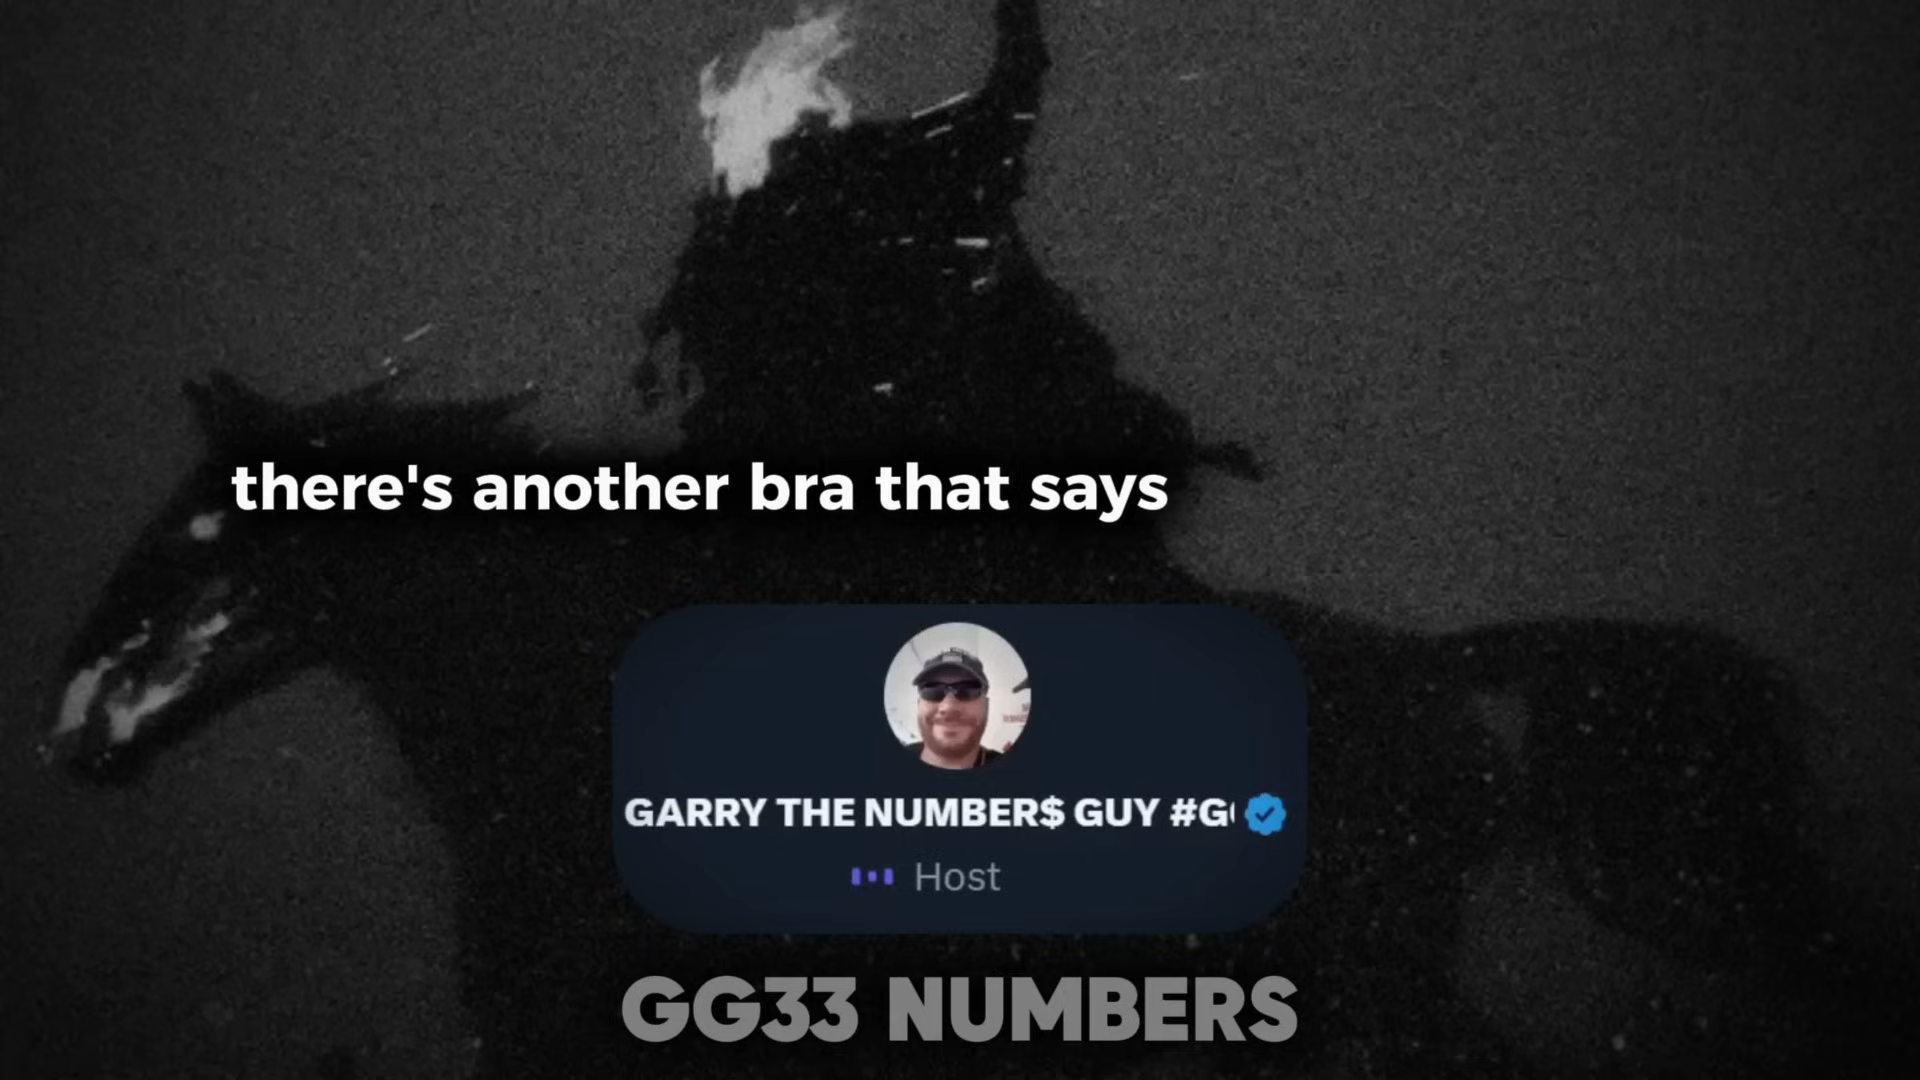 there's another bra that says
GARRY THE NUMBER$ GUY #G
Host
GG33 NUMBERS